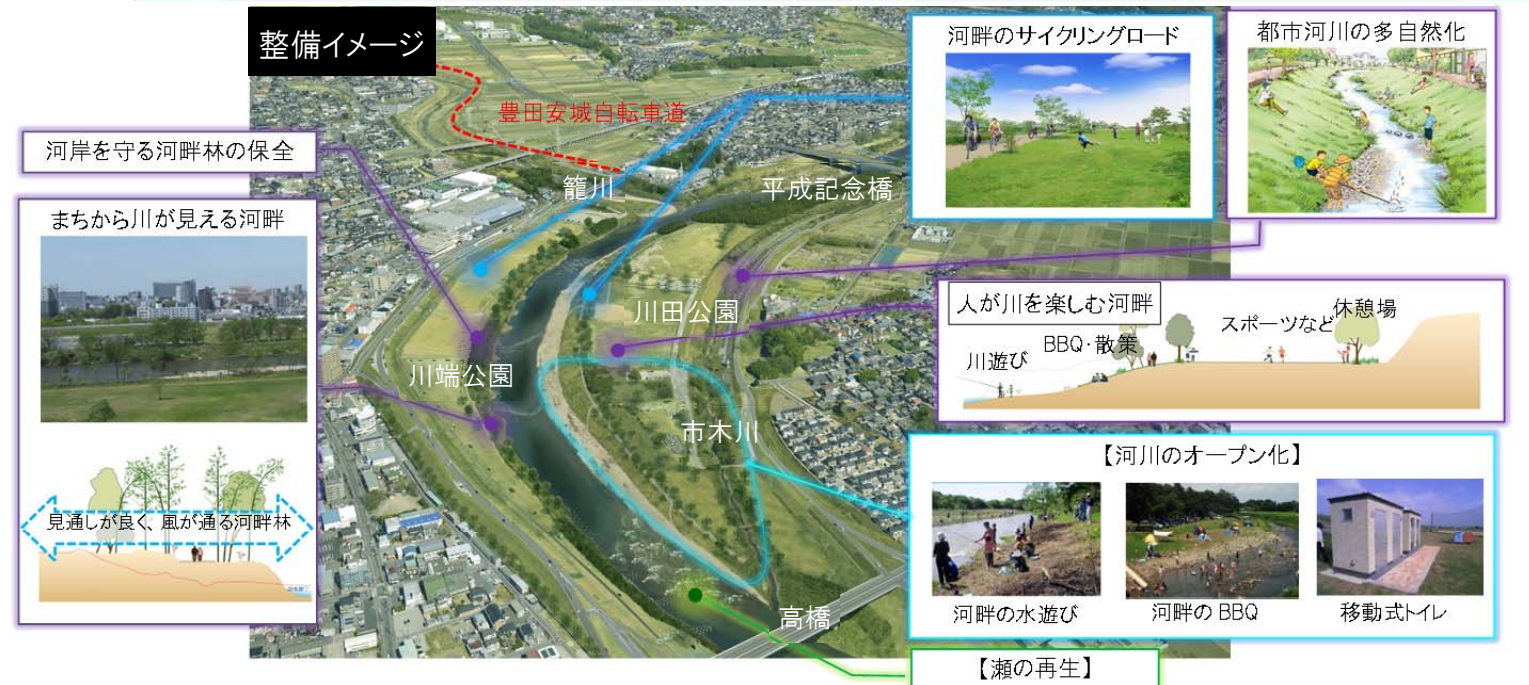 整備イメージ
豊田安城自転車道
籠川
平成記念橋
川田公園
川端公園
市木川
高橋
河岸を守る河畔林の保全
まちから川が見える河畔
見通しが良く、風が通る河畔林
河畔のサイクリングロード
都市河川の多自然化
人が川を楽しむ河畔
川遊び
BBQ・散策
スポーツなど
休憩場
【河川のオープン化】
河畔の水遊び
河畔のBBQ
移動式トイレ
【瀬の再生】